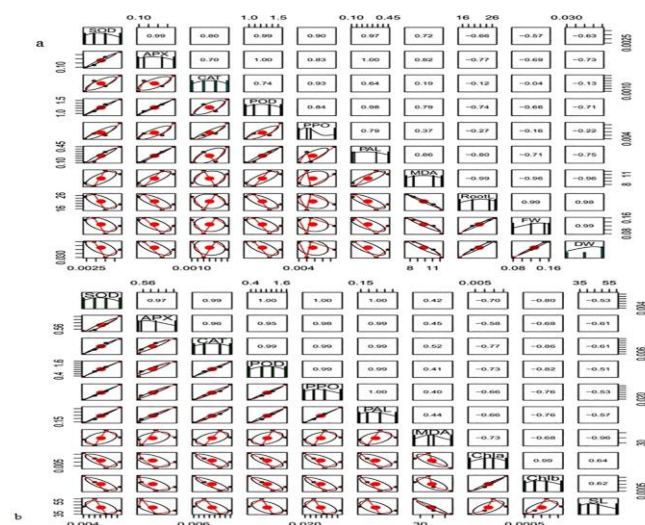 0.10 1.0 1.5 0.10 0.45 16 26 0.030
a SOD 0.99 0.80 0.99 0.90 0.97 0.72 −0.66 −0.57 −0.63 0.0025
0.10 APX 0.70 1.00 0.83 1.00 0.82 −0.77 −0.69 −0.73
CAT 0.74 0.93 0.64 0.19 −0.12 −0.04 −0.13 0.0010
1.0 1.5 POD 0.84 0.98 0.79 −0.74 −0.66 −0.71
PPO 0.79 0.37 −0.27 −0.16 −0.22 0.004
0.10 0.45 PAL 0.86 −0.80 −0.71 −0.75
MDA −0.99 −0.96 −0.96 8 11
16 26 RootL 0.99 0.98
FW 0.99 0.08 0.16
0.030 DW
0.0025 0.0010 0.004 8 11 0.08 0.16
0.56 0.4 1.6 0.15 0.005 35 55
SOD 0.97 0.99 1.00 1.00 1.00 0.42 −0.70 −0.80 −0.53 0.004
0.56 APX 0.96 0.95 0.98 0.99 0.45 −0.58 −0.68 −0.61
CAT 0.99 0.99 0.99 0.52 −0.77 −0.86 −0.61 0.006
0.4 1.6 POD 0.99 0.99 0.41 −0.73 −0.82 −0.51
PPO 1.00 0.40 −0.66 −0.76 −0.53 0.020
0.15 PAL 0.44 −0.66 −0.76 −0.57
MDA −0.73 −0.68 −0.96 30
0.005 Chla 0.99 0.64
Chlb 0.62 0.0005
b 35 55 SL
0.004 0.006 0.020 30 0.0005